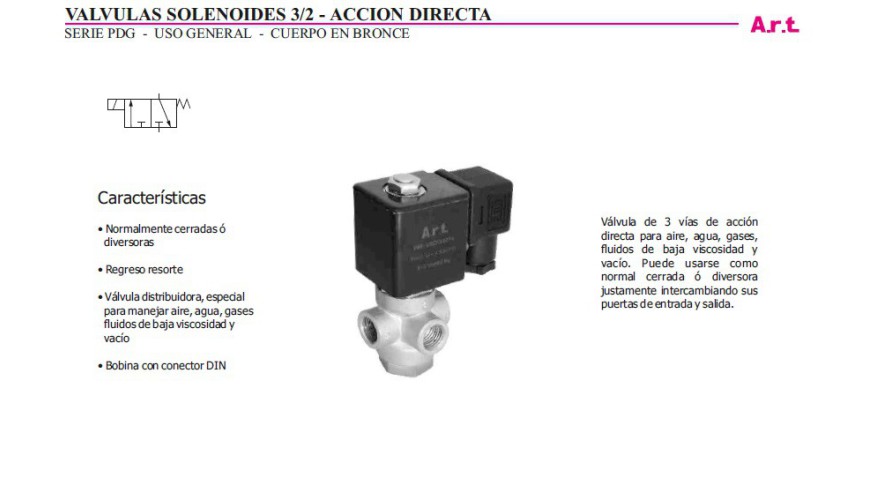 VALVULAS SOLENOIDES 3/2 - ACCION DIRECTA
SERIE PDG - USO GENERAL - CUERPO EN BRONCE
A.r.t.
Características
• Normalmente cerradas ó
diversoras
• Regreso resorte
• Válvula distribuidora, especial
para manejar aire, agua, gases
fluidos de baja viscosidad y
vacío
• Bobina con conector DIN
A.r.t.
Válvula de 3 vías de acción
directa para aire, agua, gases,
fluidos de baja viscosidad y
vacío. Puede usarse como
normal cerrada ó diversora
justamente intercambiando sus
puertas de entrada y salida.